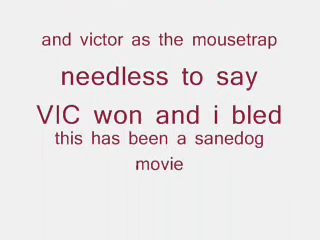 and victor as the mousetrap
needless to say
VIC won and i bled
this has been a sanedog
movie